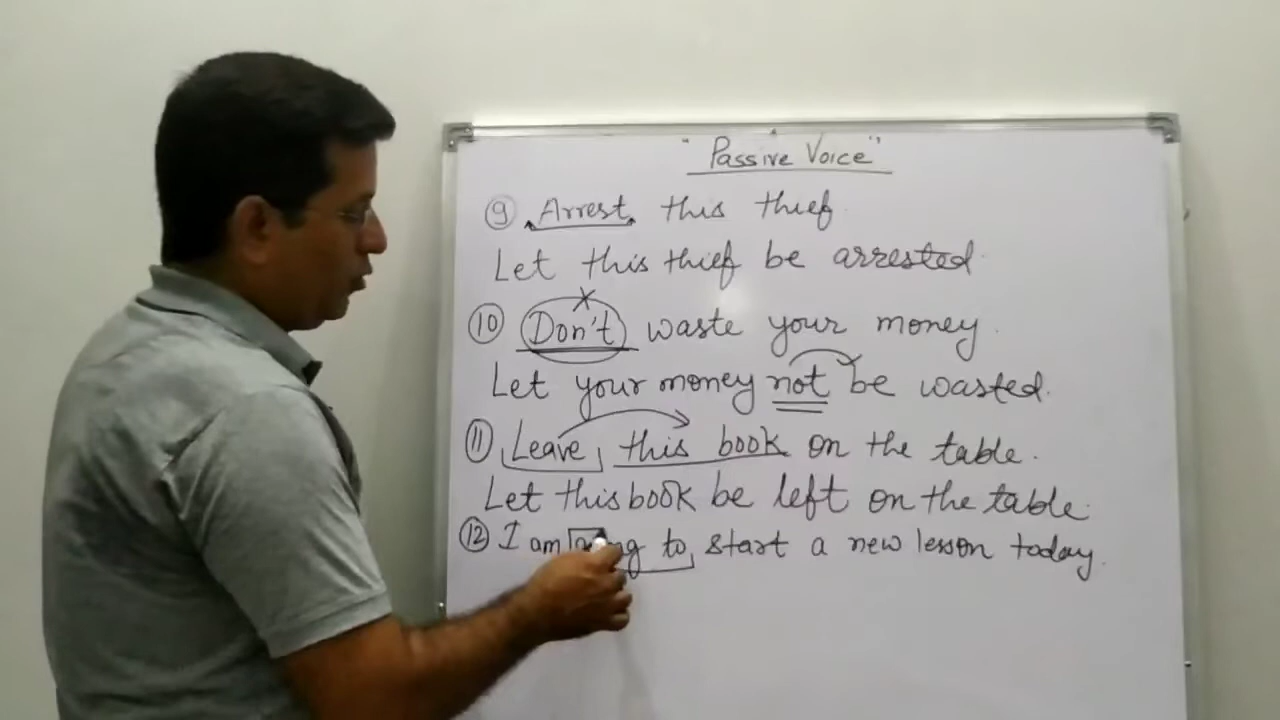 "Passive Voice"
9 Arrest this thief.
Let this thief be arrested.
10 Don't waste your money.
Let your money not be wasted.
11 Leave this book on the table.
Let this book be left on the table.
12 I am to start a new lesson today.